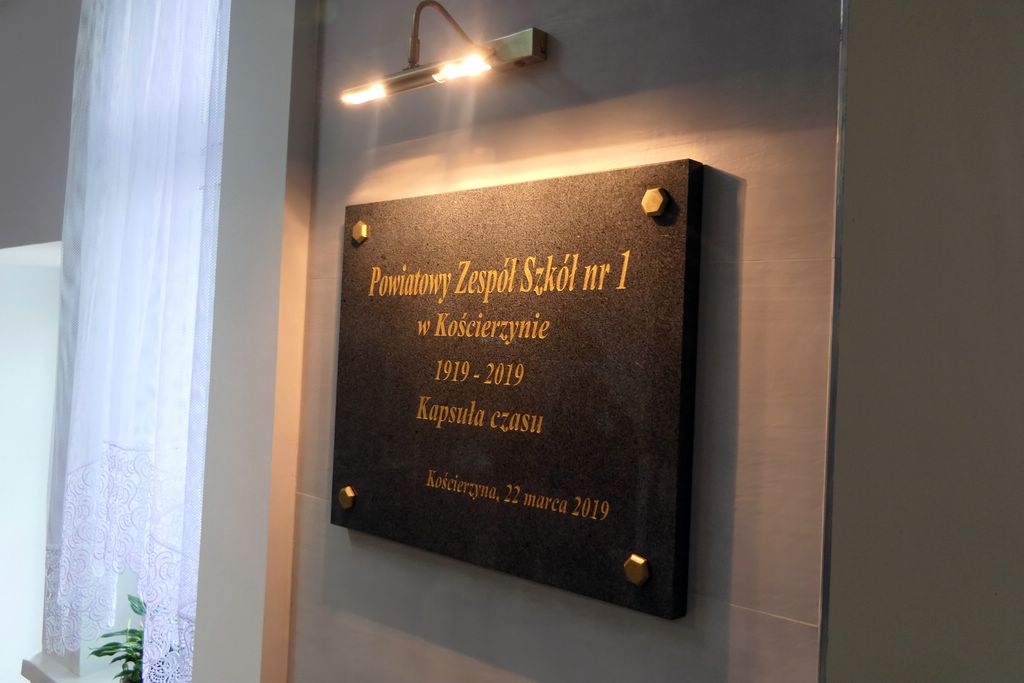 Powiatowy Zespół Szkół nr 1
w Kościerzynie
1919 - 2019
Kapsuła czasu
Kościerzyna, 22 marca 2019